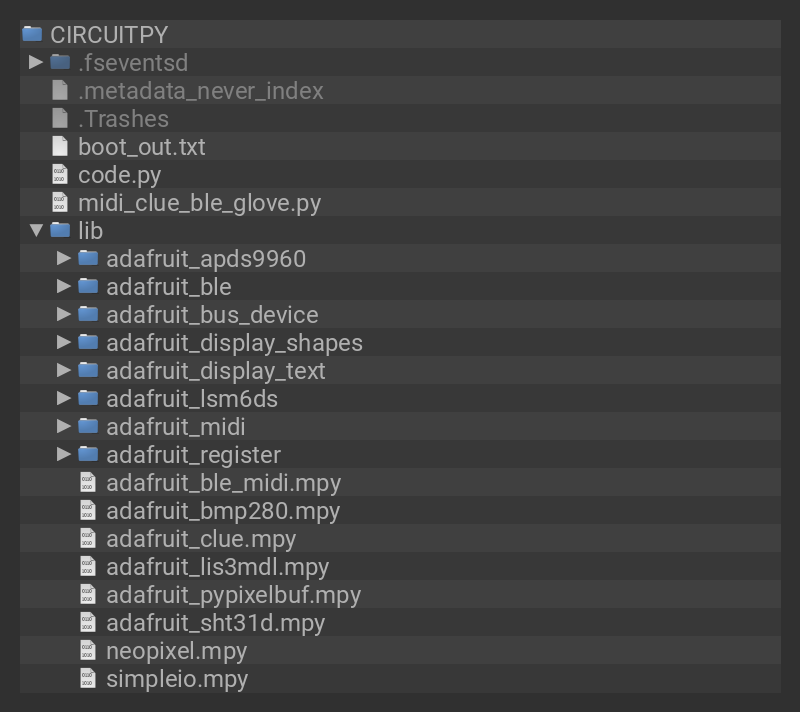 CIRCUITPY
.fseventsd
.metadata_never_index
.Trashes
boot_out.txt
code.py
midi_clue_ble_glove.py
lib
adafruit_apds9960
adafruit_ble
adafruit_bus_device
adafruit_display_shapes
adafruit_display_text
adafruit_lsm6ds
adafruit_midi
adafruit_register
adafruit_ble_midi.mpy
adafruit_bmp280.mpy
adafruit_clue.mpy
adafruit_lis3mdl.mpy
adafruit_pypixelbuf.mpy
adafruit_sht31d.mpy
neopixel.mpy
simpleio.mpy